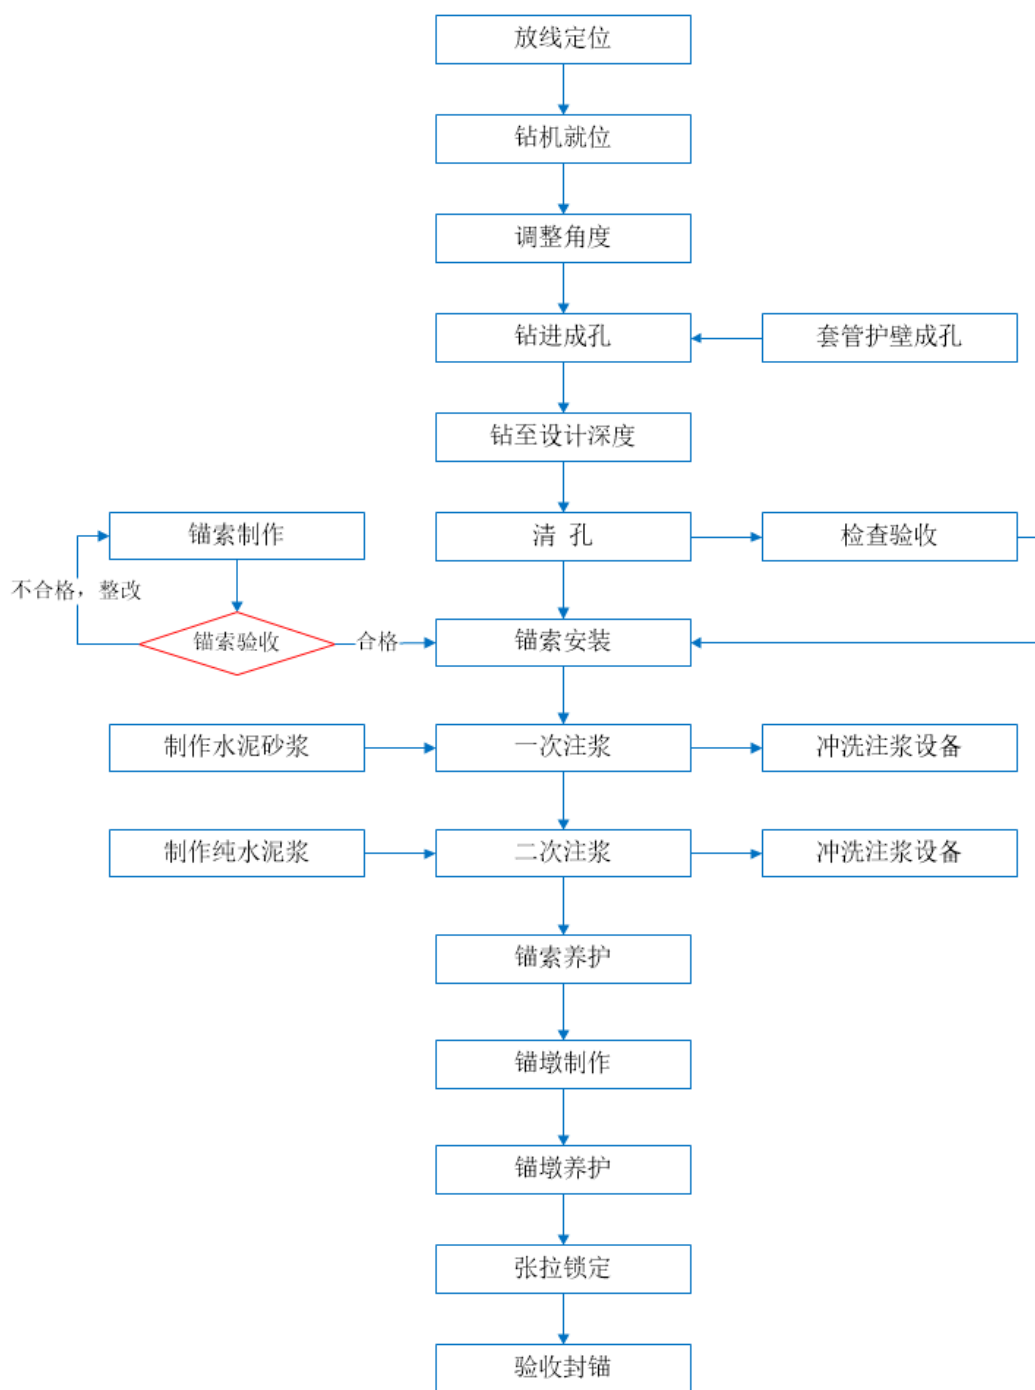 放线定位
钻机就位
调整角度
钻进成孔
套管护壁成孔
钻至设计深度
锚索制作
清 孔
检查验收
不合格，整改
锚索验收
合格
锚索安装
制作水泥砂浆
一次注浆
冲洗注浆设备
制作纯水泥浆
二次注浆
冲洗注浆设备
锚索养护
锚墩制作
锚墩养护
张拉锁定
验收封锚